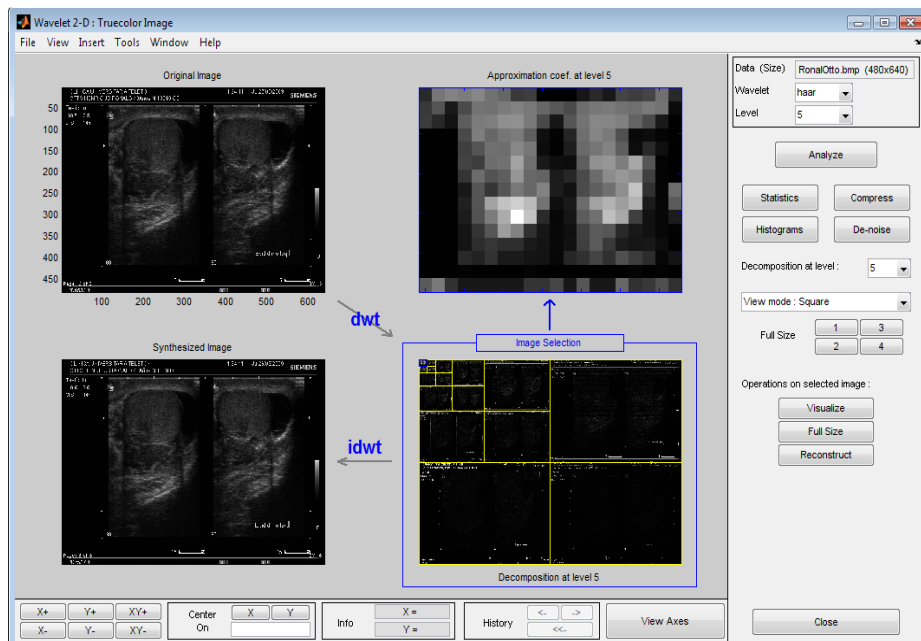 Wavelet 2-D : Truecolor Image
File View Insert Tools Window Help
Original Image
SIEMENS
50
100
150
200
250
300
350
400
450
100 200 300 400 500 600
Approximation coef. at level 5
dwt
Synthesized Image
SIEMENS
idwt
Image Selection
Decomposition at level 5
Data (Size) RonalOtto.bmp (480x640)
Wavelet haar
Level 5
Analyze
Statistics Compress
Histograms De-noise
Decomposition at level : 5
View mode : Square
Full Size 1 3
2 4
Operations on selected image :
Visualize
Full Size
Reconstruct
X+ Y+ XY+
X- Y- XY-
Center On X Y
Info X =
Y =
History <- ->
<<-
View Axes
Close